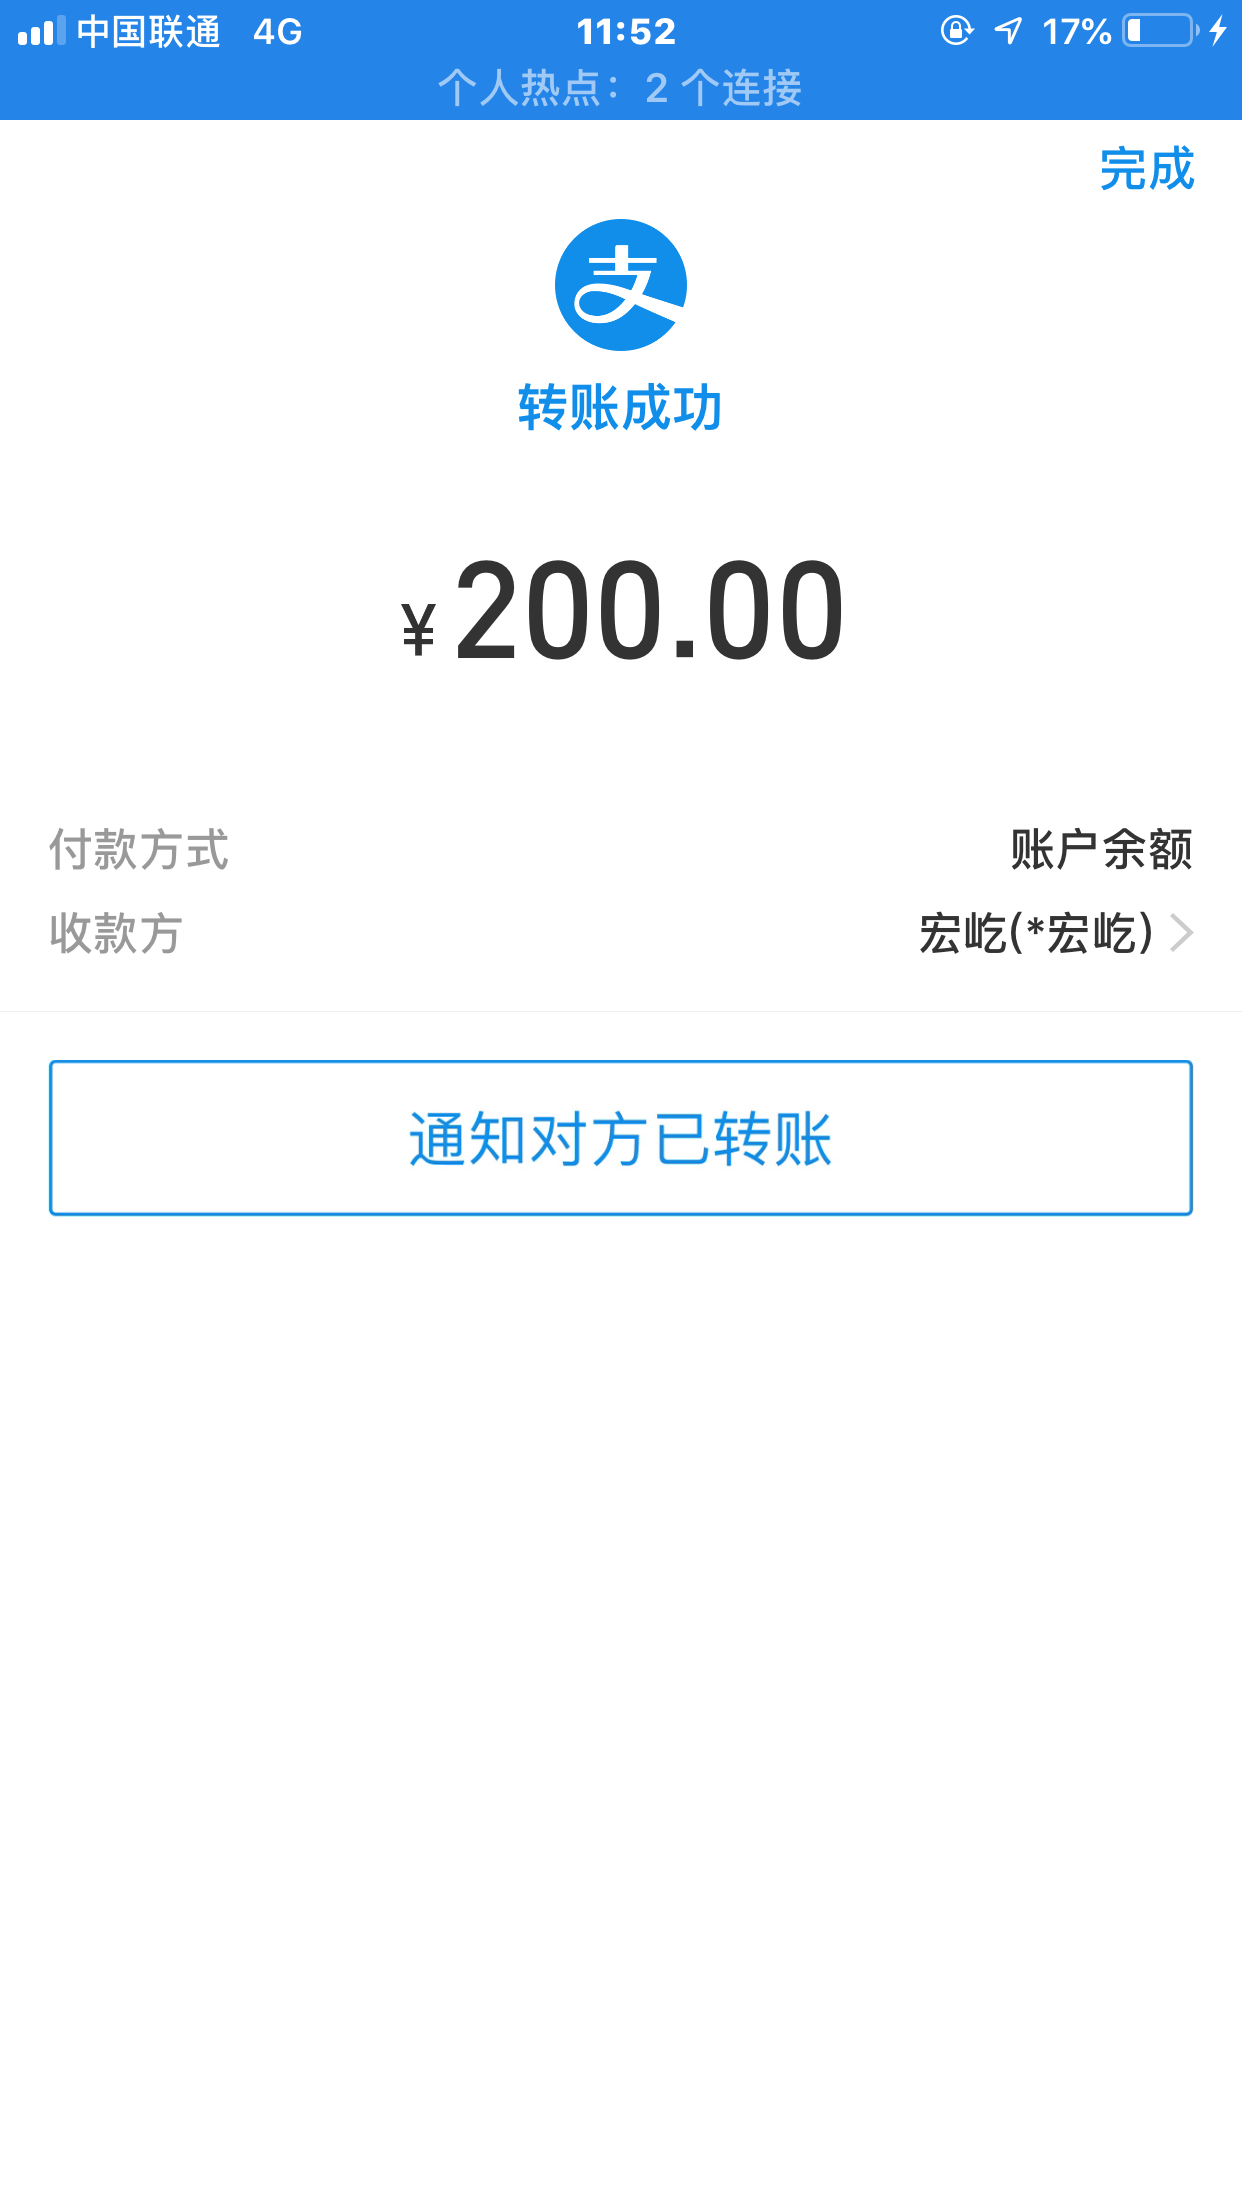 中国联通 4G 11:52 17%
个人热点：2 个连接
完成
支
转账成功
¥ 200.00
付款方式 账户余额
收款方 宏屹(*宏屹)
通知对方已转账